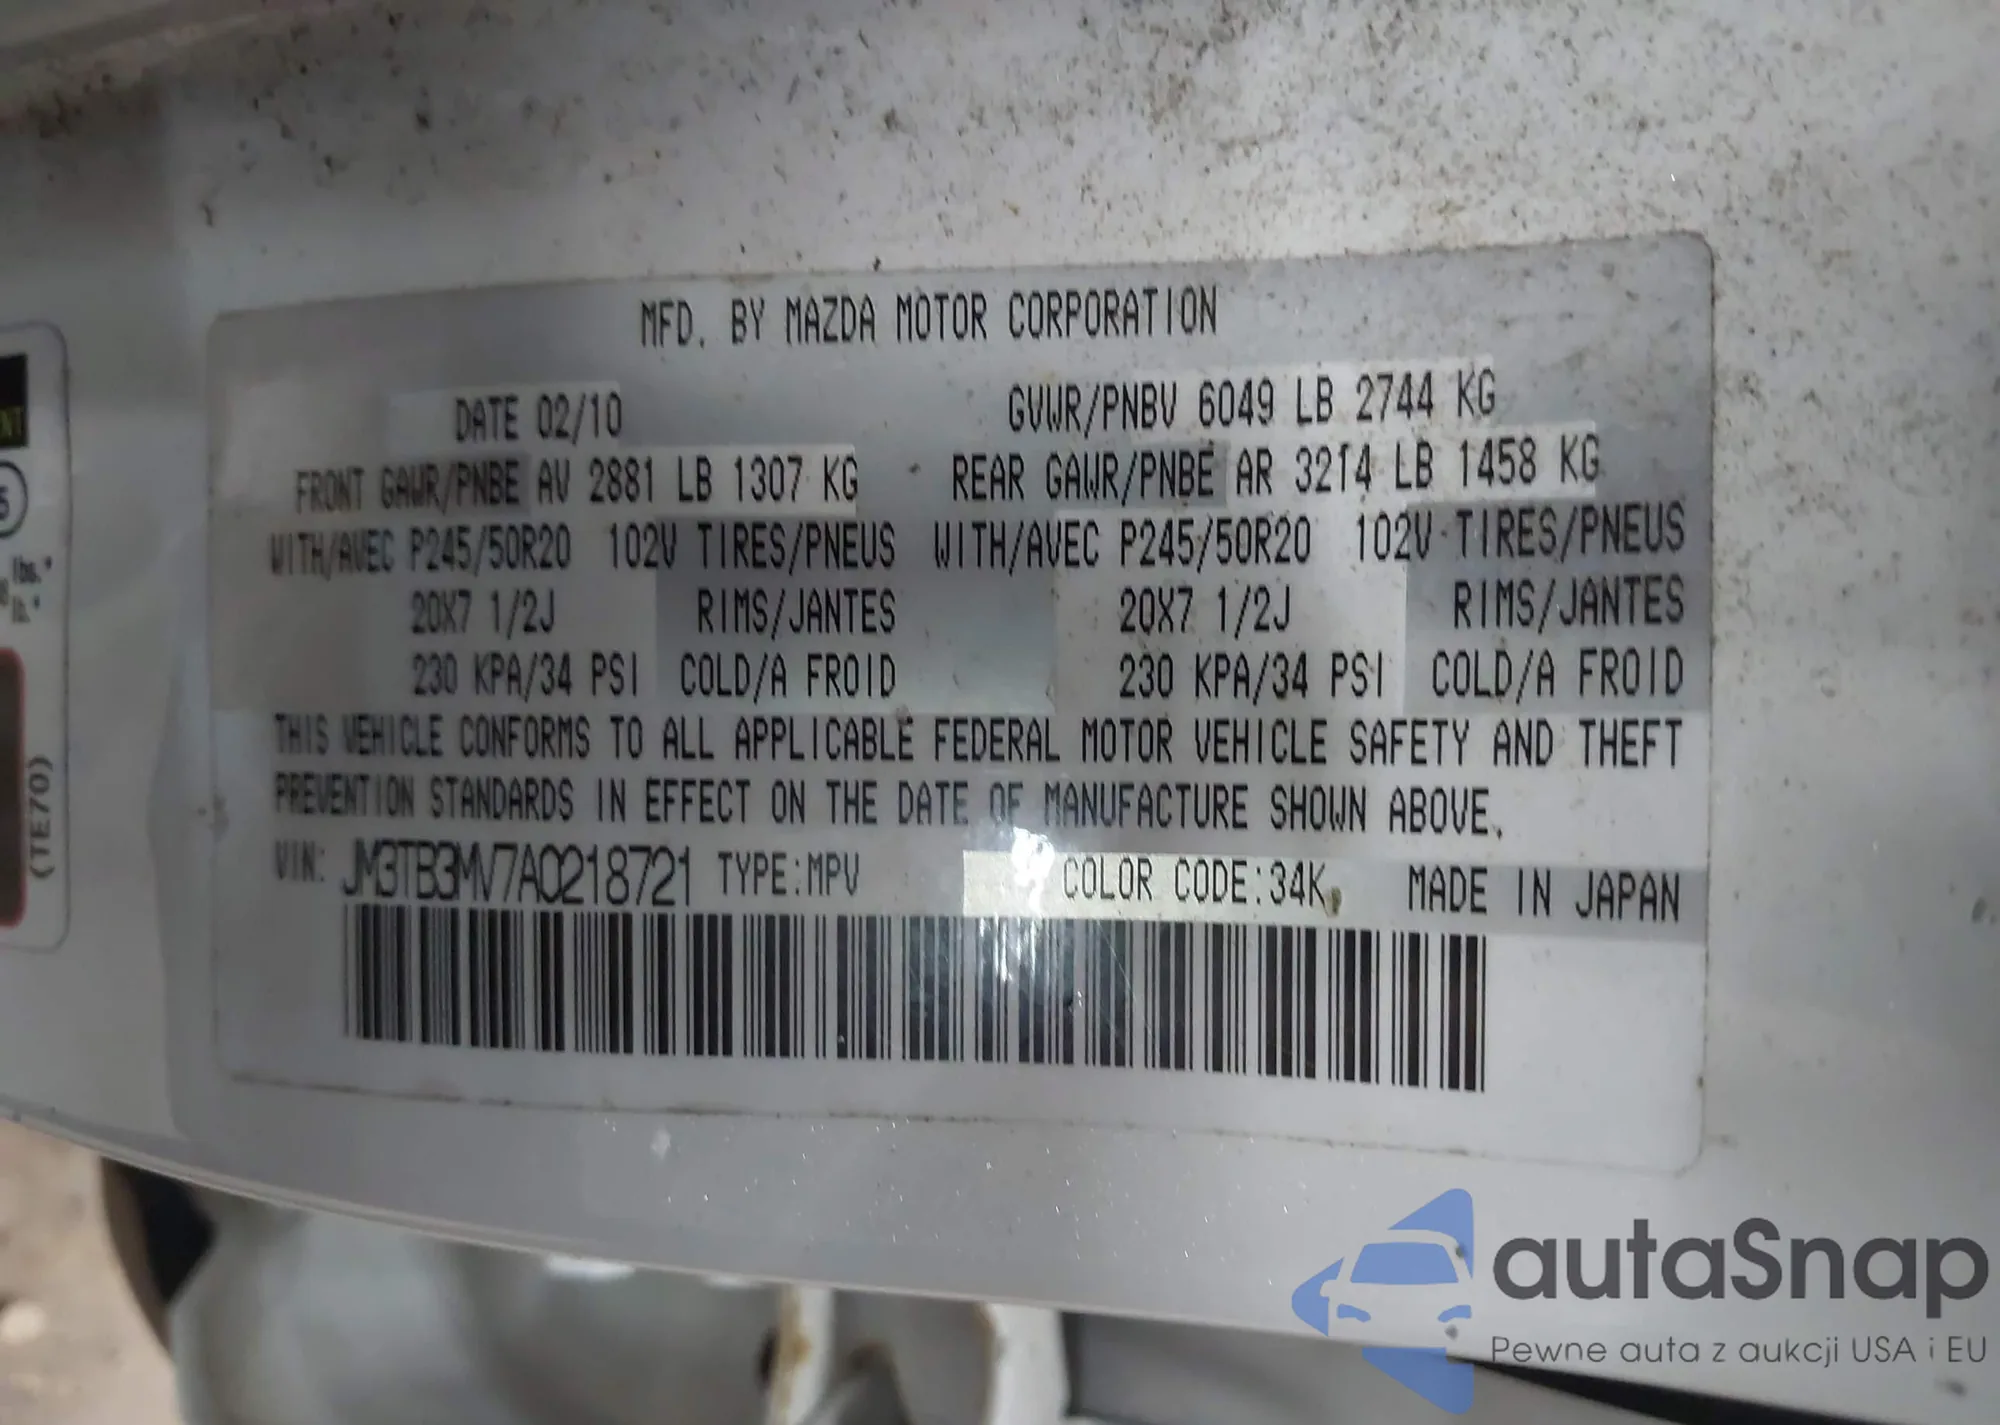 MFD. BY MAZDA MOTOR CORPORATION
DATE 02/10 GVWR/PNBV 6049 LB 2744 KG
FRONT GAWR/PNBE AV 2881 LB 1307 KG REAR GAWR/PNBE AR 3214 LB 1458 KG
WITH/AVEC P245/50R20 102V TIRES/PNEUS WITH/AVEC P245/50R20 102V TIRES/PNEUS
20X7 1/2J RIMS/JANTES 20X7 1/2J RIMS/JANTES
230 KPA/34 PSI COLD/A FROID 230 KPA/34 PSI COLD/A FROID
THIS VEHICLE CONFORMS TO ALL APPLICABLE FEDERAL MOTOR VEHICLE SAFETY AND THEFT
PREVENTION STANDARDS IN EFFECT ON THE DATE OF MANUFACTURE SHOWN ABOVE.
VIN: JM3TB3MV7A0218721 TYPE:MPV COLOR CODE:34K MADE IN JAPAN
NT
5
lbs.*
lb.*
(TE70)
autaSnap
Pewne auta z aukcji USA i EU